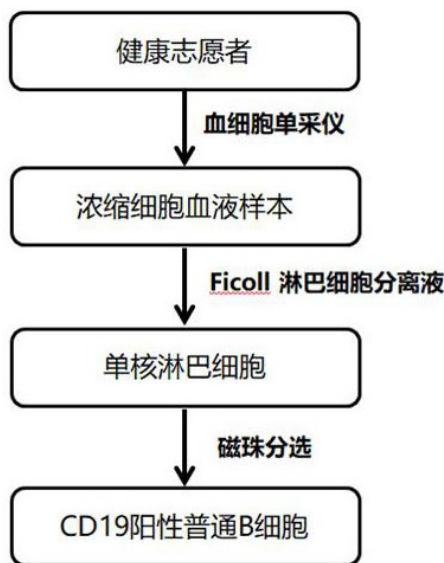 健康志愿者
血细胞单采仪
浓缩细胞血液样本
Ficoll 淋巴细胞分离液
单核淋巴细胞
磁珠分选
CD19阳性普通B细胞